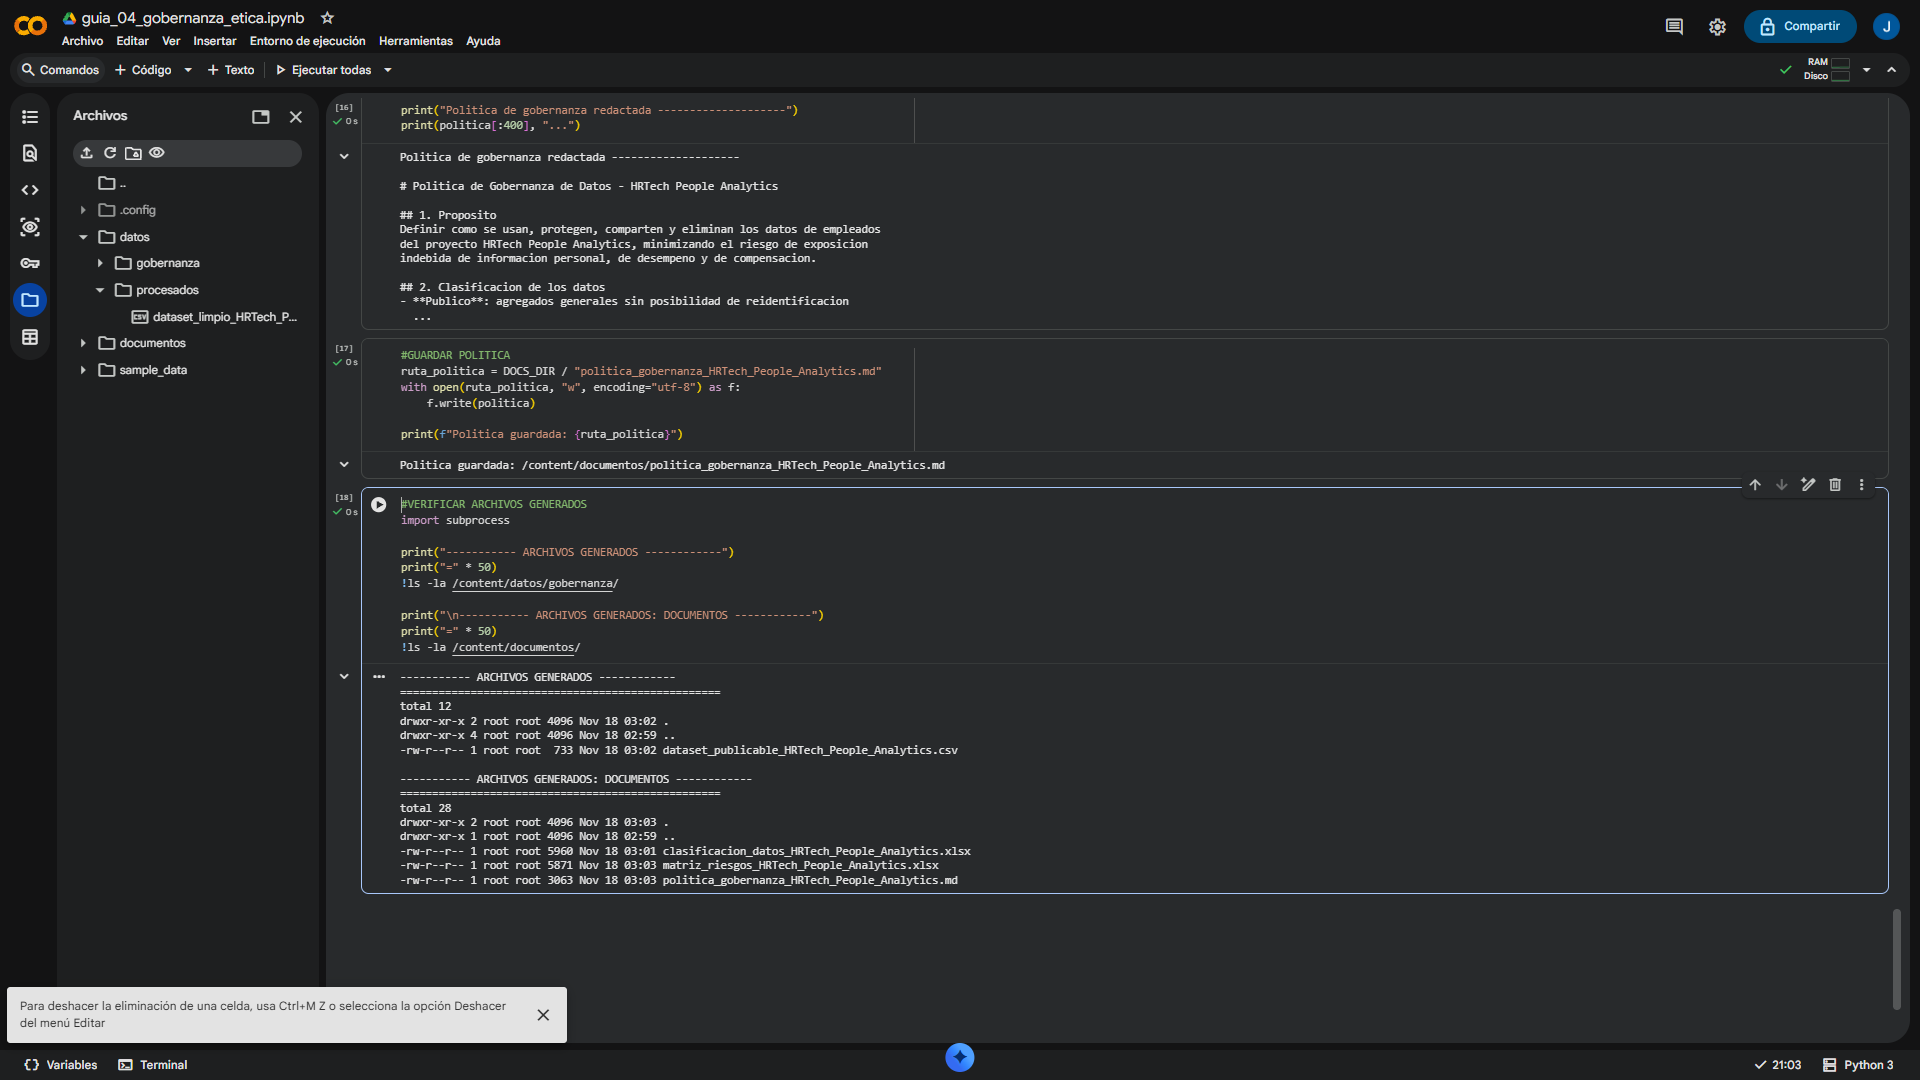 guia_04_gobernanza_etica.ipynb
Archivo Editar Ver Insertar Entorno de ejecución Herramientas Ayuda
Compartir
J
Comandos + Código + Texto Ejecutar todas
RAM
Disco
Archivos
..
.config
datos
gobernanza
procesados
dataset_limpio_HRTech_P...
documentos
sample_data
[16]
0 s
print("Politica de gobernanza redactada --------------------")
print(politica[:400], "...")
Politica de gobernanza redactada --------------------
# Politica de Gobernanza de Datos - HRTech People Analytics
## 1. Proposito
Definir como se usan, protegen, comparten y eliminan los datos de empleados
del proyecto HRTech People Analytics, minimizando el riesgo de exposicion
indebida de informacion personal, de desempeno y de compensacion.
## 2. Clasificacion de los datos
- **Publico**: agregados generales sin posibilidad de reidentificacion
...
[17]
0 s
#GUARDAR POLITICA
ruta_politica = DOCS_DIR / "politica_gobernanza_HRTech_People_Analytics.md"
with open(ruta_politica, "w", encoding="utf-8") as f:
f.write(politica)
print(f"Politica guardada: {ruta_politica}")
Politica guardada: /content/documentos/politica_gobernanza_HRTech_People_Analytics.md
[18]
0 s
#VERIFICAR ARCHIVOS GENERADOS
import subprocess
print("----------- ARCHIVOS GENERADOS ------------")
print("=" * 50)
!ls -la /content/datos/gobernanza/
print("\n----------- ARCHIVOS GENERADOS: DOCUMENTOS ------------")
print("=" * 50)
!ls -la /content/documentos/
----------- ARCHIVOS GENERADOS ------------
==================================================
total 12
drwxr-xr-x 2 root root 4096 Nov 18 03:02 .
drwxr-xr-x 4 root root 4096 Nov 18 02:59 ..
-rw-r--r-- 1 root root  733 Nov 18 03:02 dataset_publicable_HRTech_People_Analytics.csv
----------- ARCHIVOS GENERADOS: DOCUMENTOS ------------
==================================================
total 28
drwxr-xr-x 2 root root 4096 Nov 18 03:03 .
drwxr-xr-x 1 root root 4096 Nov 18 02:59 ..
-rw-r--r-- 1 root root 5960 Nov 18 03:01 clasificacion_datos_HRTech_People_Analytics.xlsx
-rw-r--r-- 1 root root 5871 Nov 18 03:03 matriz_riesgos_HRTech_People_Analytics.xlsx
-rw-r--r-- 1 root root 3063 Nov 18 03:03 politica_gobernanza_HRTech_People_Analytics.md
Para deshacer la eliminación de una celda, usa Ctrl+M Z o selecciona la opción Deshacer
del menú Editar
Variables Terminal
21:03 Python 3